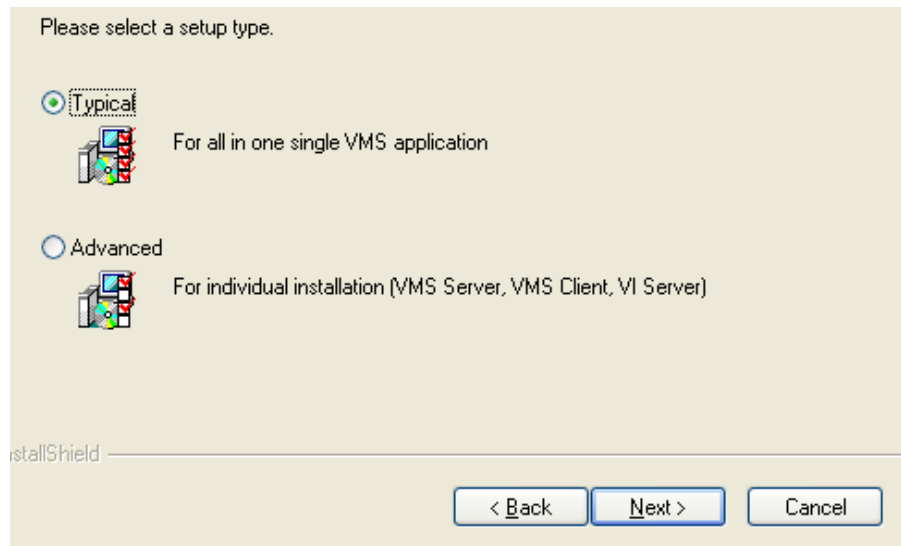 Please select a setup type.
Typical
For all in one single VMS application
Advanced
For individual installation (VMS Server, VMS Client, VI Server)
stallShield
< Back
Next >
Cancel